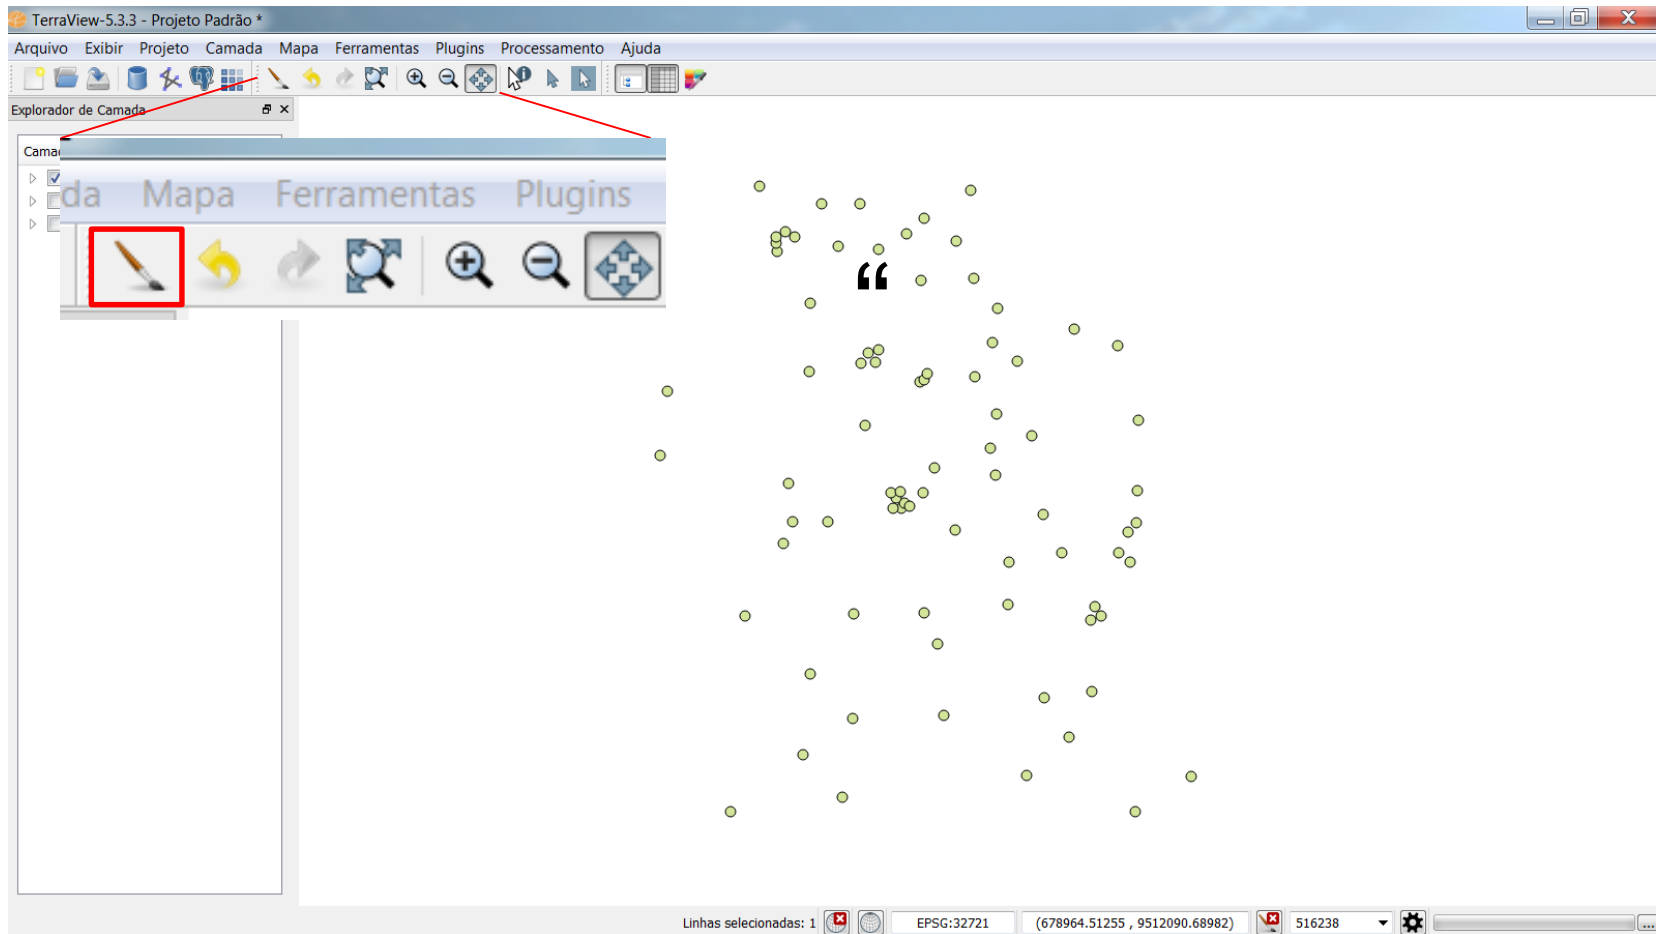 TerraView-5.3.3 - Projeto Padrão *
Arquivo Exibir Projeto Camada Mapa Ferramentas Plugins Processamento Ajuda
Explorador de Camada
Cama
da Mapa Ferramentas Plugins
“
Linhas selecionadas: 1 EPSG:32721 (678964.51255 , 9512090.68982) 516238 ...